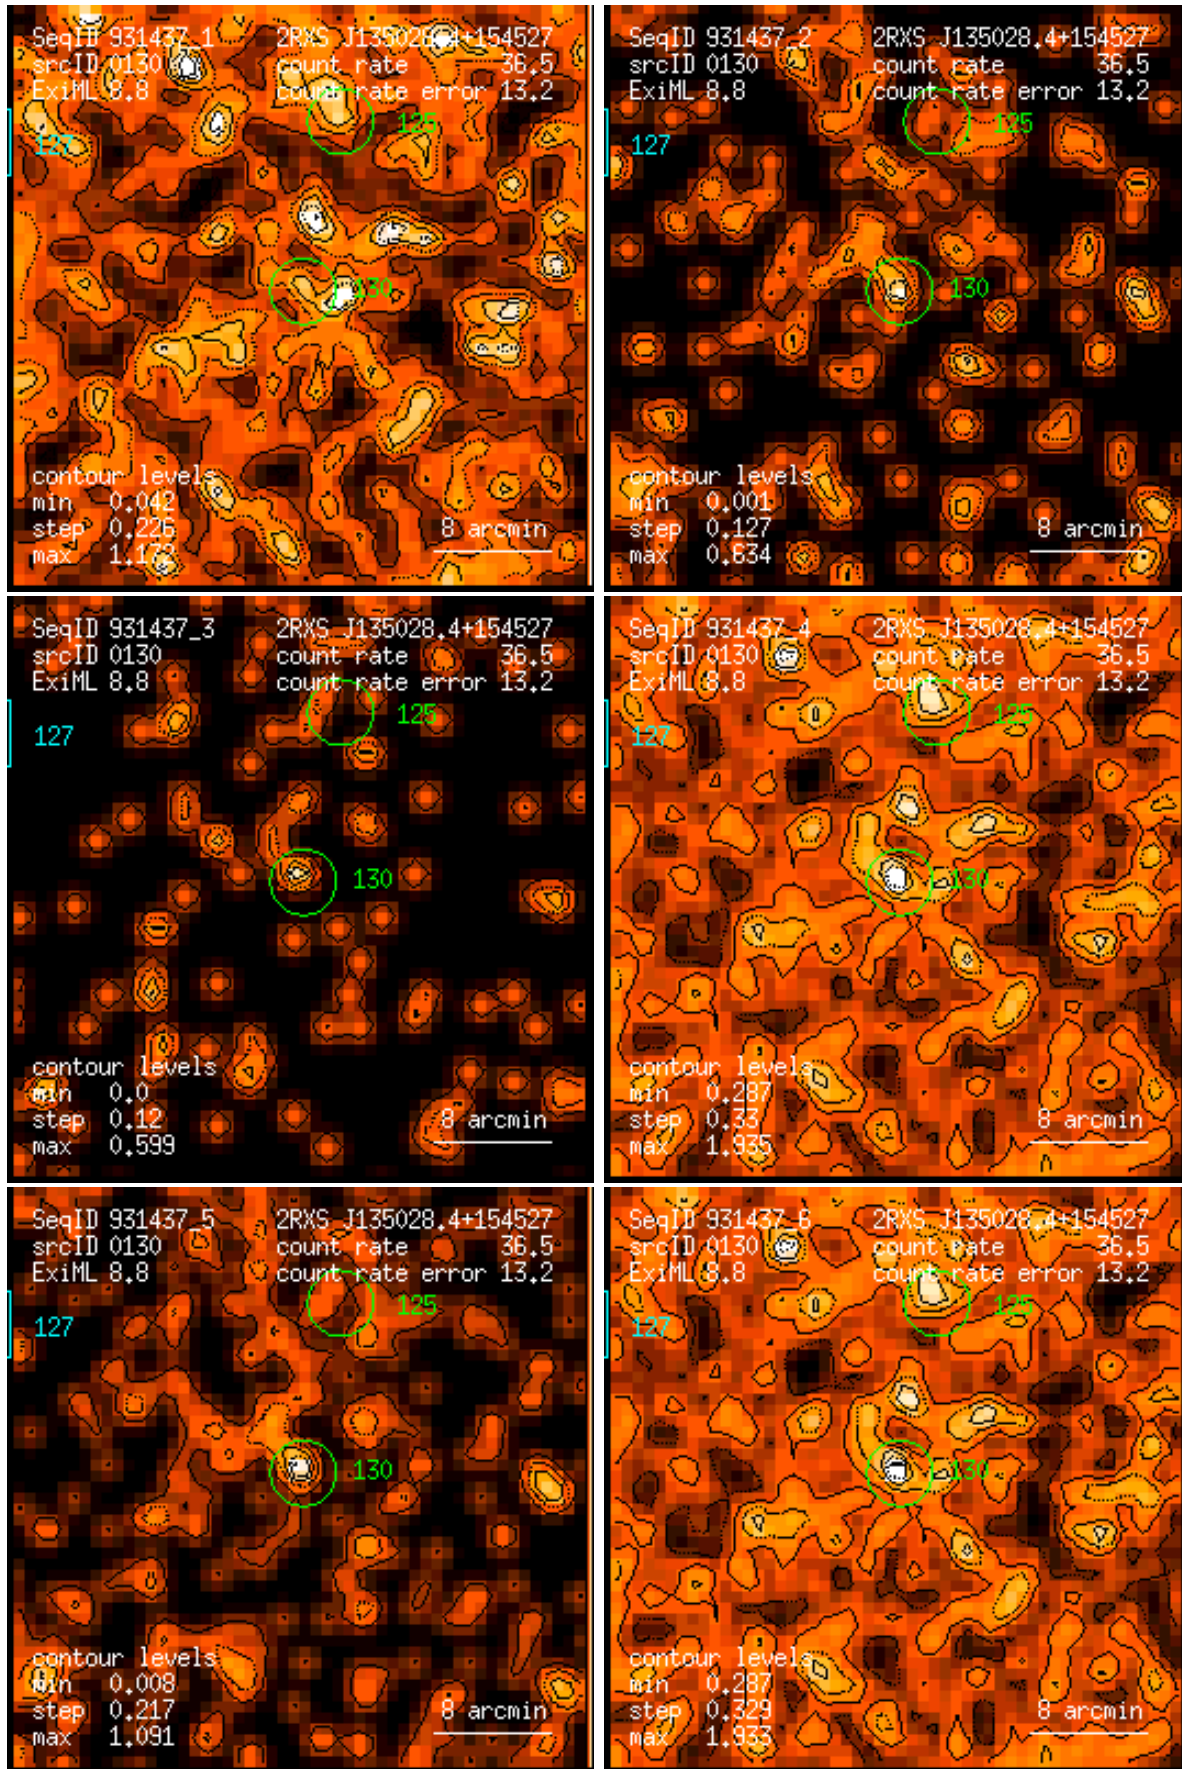 SeqID 931437_1 2RXS J135028.4+154527
srcID 0130 count rate 36.5
ExiML 8.8 count rate error 13.2
125
127
130
contour levels
min 0.042
step 0.226 8 arcmin
max 1.172
SeqID 931437_2 2RXS J135028.4+154527
srcID 0130 count rate 36.5
ExiML 8.8 count rate error 13.2
125
127
130
contour levels
min 0.001
step 0.127 8 arcmin
max 0.634
SeqID 931437_3 2RXS J135028.4+154527
srcID 0130 count rate 36.5
ExiML 8.8 count rate error 13.2
125
127
130
contour levels
min 0.0
step 0.12 8 arcmin
max 0.599
SeqID 931437_4 2RXS J135028.4+154527
srcID 0130 count rate 36.5
ExiML 8.8 count rate error 13.2
125
127
130
contour levels
min 0.287
step 0.33 8 arcmin
max 1.935
SeqID 931437_5 2RXS J135028.4+154527
srcID 0130 count rate 36.5
ExiML 8.8 count rate error 13.2
125
127
130
contour levels
min 0.008
step 0.217 8 arcmin
max 1.091
SeqID 931437_6 2RXS J135028.4+154527
srcID 0130 count rate 36.5
ExiML 8.8 count rate error 13.2
125
127
130
contour levels
min 0.287
step 0.329 8 arcmin
max 1.933